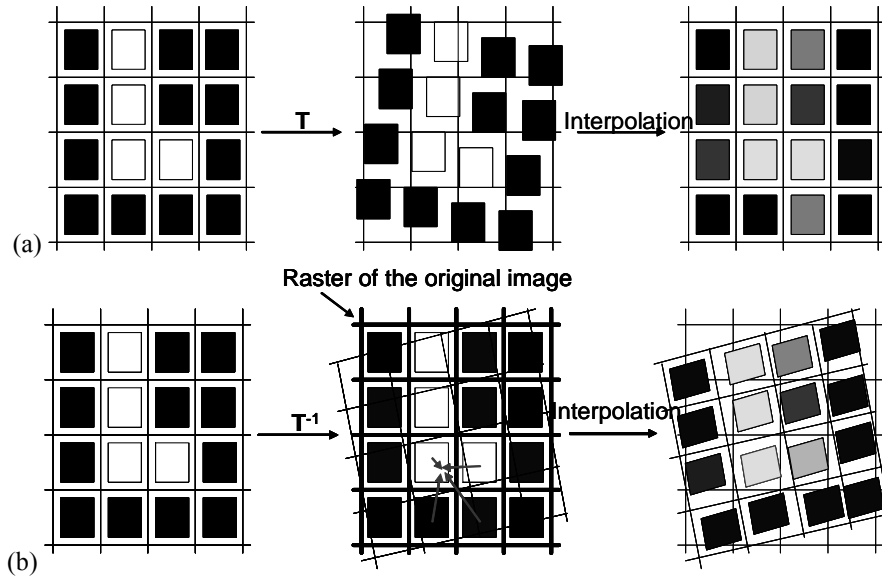 T
Interpolation
(a)
Raster of the original image
T-1
Interpolation
(b)